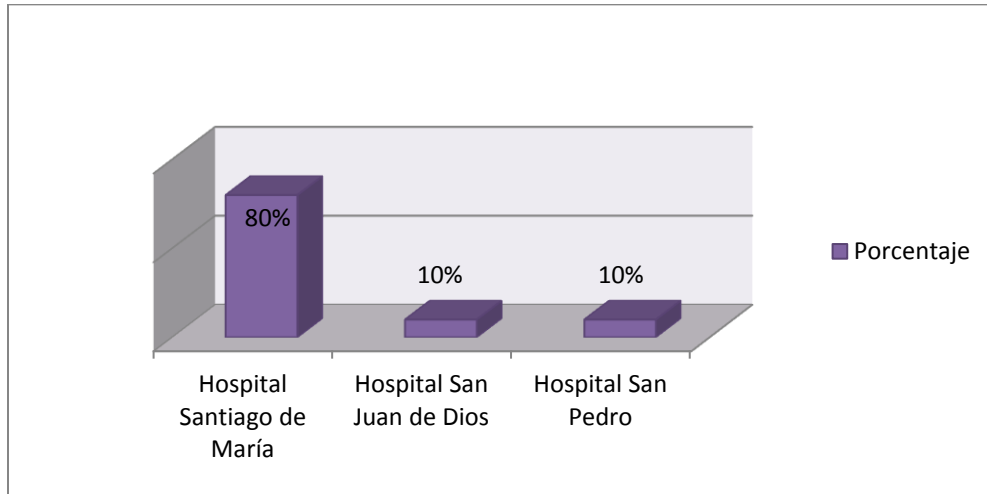 80%
10%
10%
Porcentaje
Hospital
Santiago de
María
Hospital San
Juan de Dios
Hospital San
Pedro